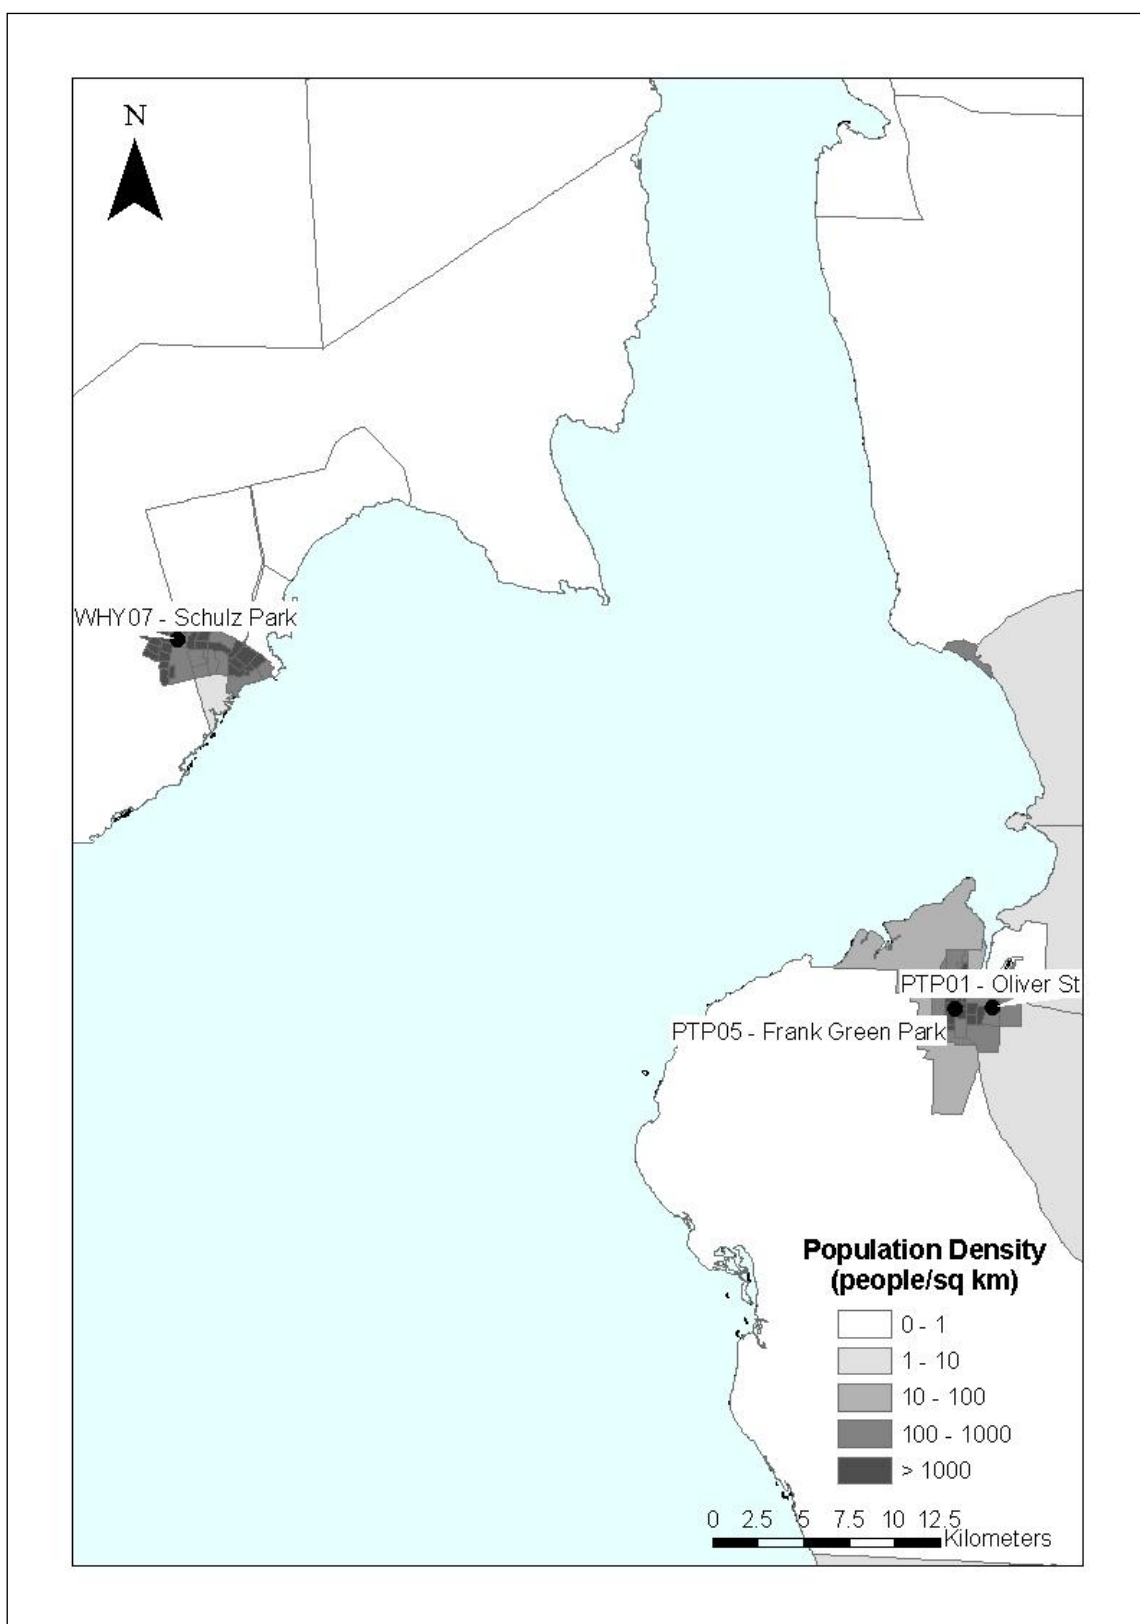 N
WHY07 - Schulz Park
PTP01 - Oliver St
PTP05 - Frank Green Park
Population Density
(people/sq km)
0 - 1
1 - 10
10 - 100
100 - 1000
> 1000
0 2.5 5 7.5 10 12.5
Kilometers